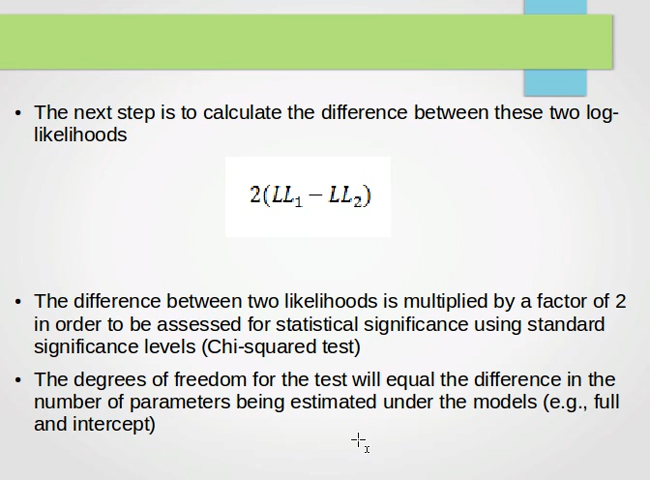 • The next step is to calculate the difference between these two log-
likelihoods
2(LL₁ − LL₂)
• The difference between two likelihoods is multiplied by a factor of 2
in order to be assessed for statistical significance using standard
significance levels (Chi-squared test)
• The degrees of freedom for the test will equal the difference in the
number of parameters being estimated under the models (e.g., full
and intercept)